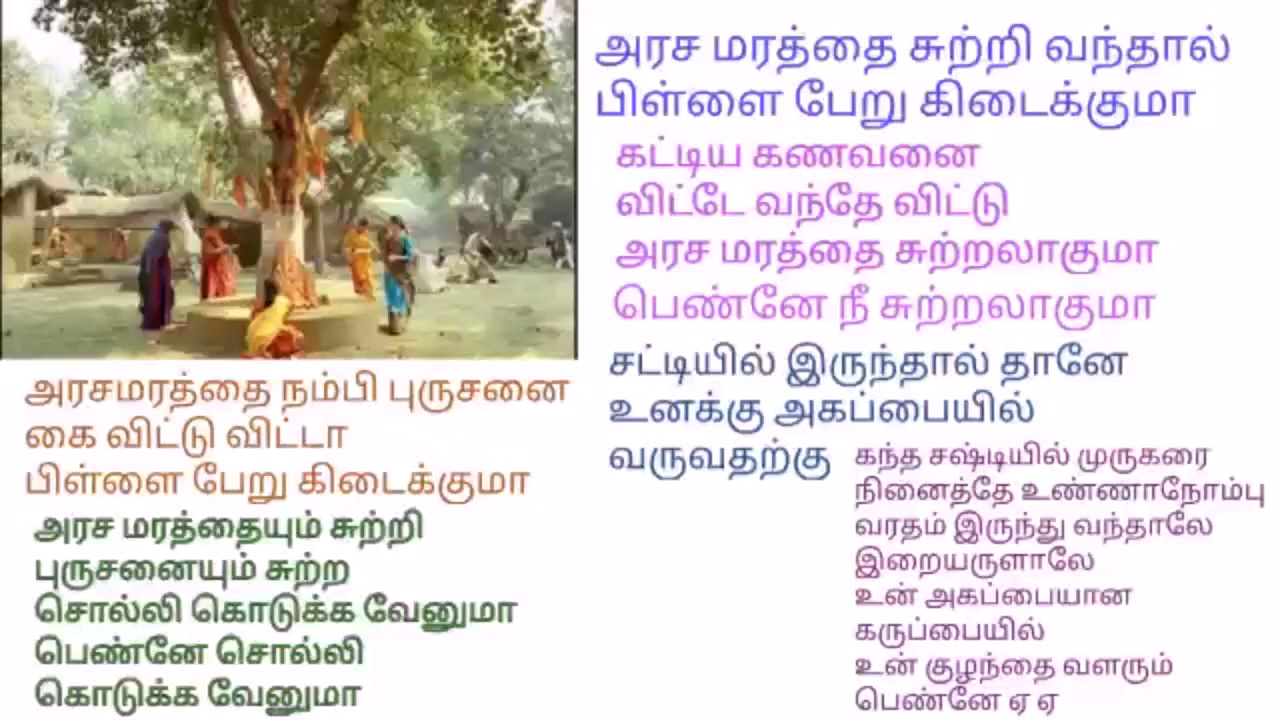 அரச மரத்தை சுற்றி வந்தால்
பிள்ளை பேறு கிடைக்குமா
கட்டிய கணவனை
விட்டே வந்தே விட்டு
அரச மரத்தை சுற்றலாகுமா
பெண்னே நீ சுற்றலாகுமா
சட்டியில் இருந்தால் தானே
உனக்கு அகப்பையில்
வருவதற்கு
கந்த சஷ்டியில் முருகரை
நினைத்தே உண்ணாநோம்பு
வரதம் இருந்து வந்தாலே
இறையருளாலே
உன் அகப்பையான
கருப்பையில்
உன் குழந்தை வளரும்
பெண்னே ஏ ஏ
அரசமரத்தை நம்பி புருசனை
கை விட்டு விட்டா
பிள்ளை பேறு கிடைக்குமா
அரச மரத்தையும் சுற்றி
புருசனையும் சுற்ற
சொல்லி கொடுக்க வேனுமா
பெண்னே சொல்லி
கொடுக்க வேனுமா